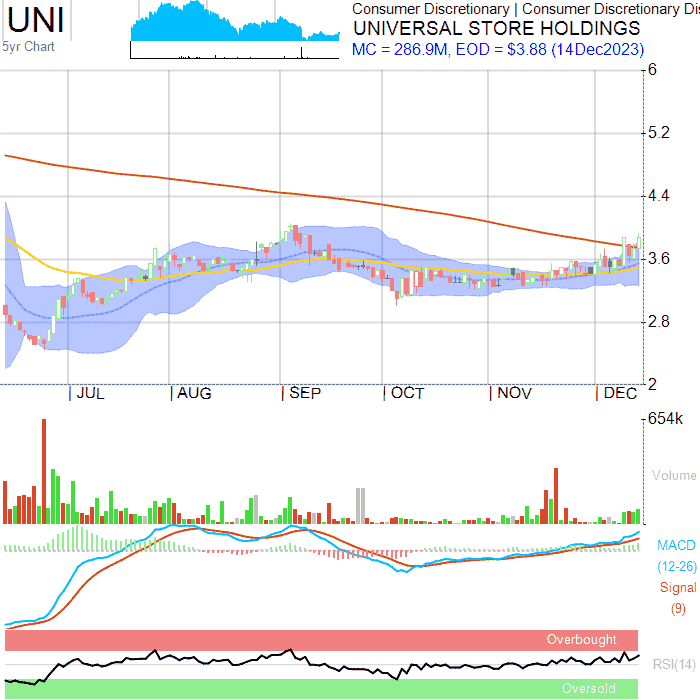 UNI
Consumer Discretionary | Consumer Discretionary Dis
5yr Chart
UNIVERSAL STORE HOLDINGS
MC = 286.9M, EOD = $3.88 (14Dec2023)
6
5.2
4.4
3.6
2.8
2
JUL AUG SEP OCT NOV DEC
654k
Volume
MACD
(12-26)
Signal
(9)
Overbought
RSI(14)
Oversold